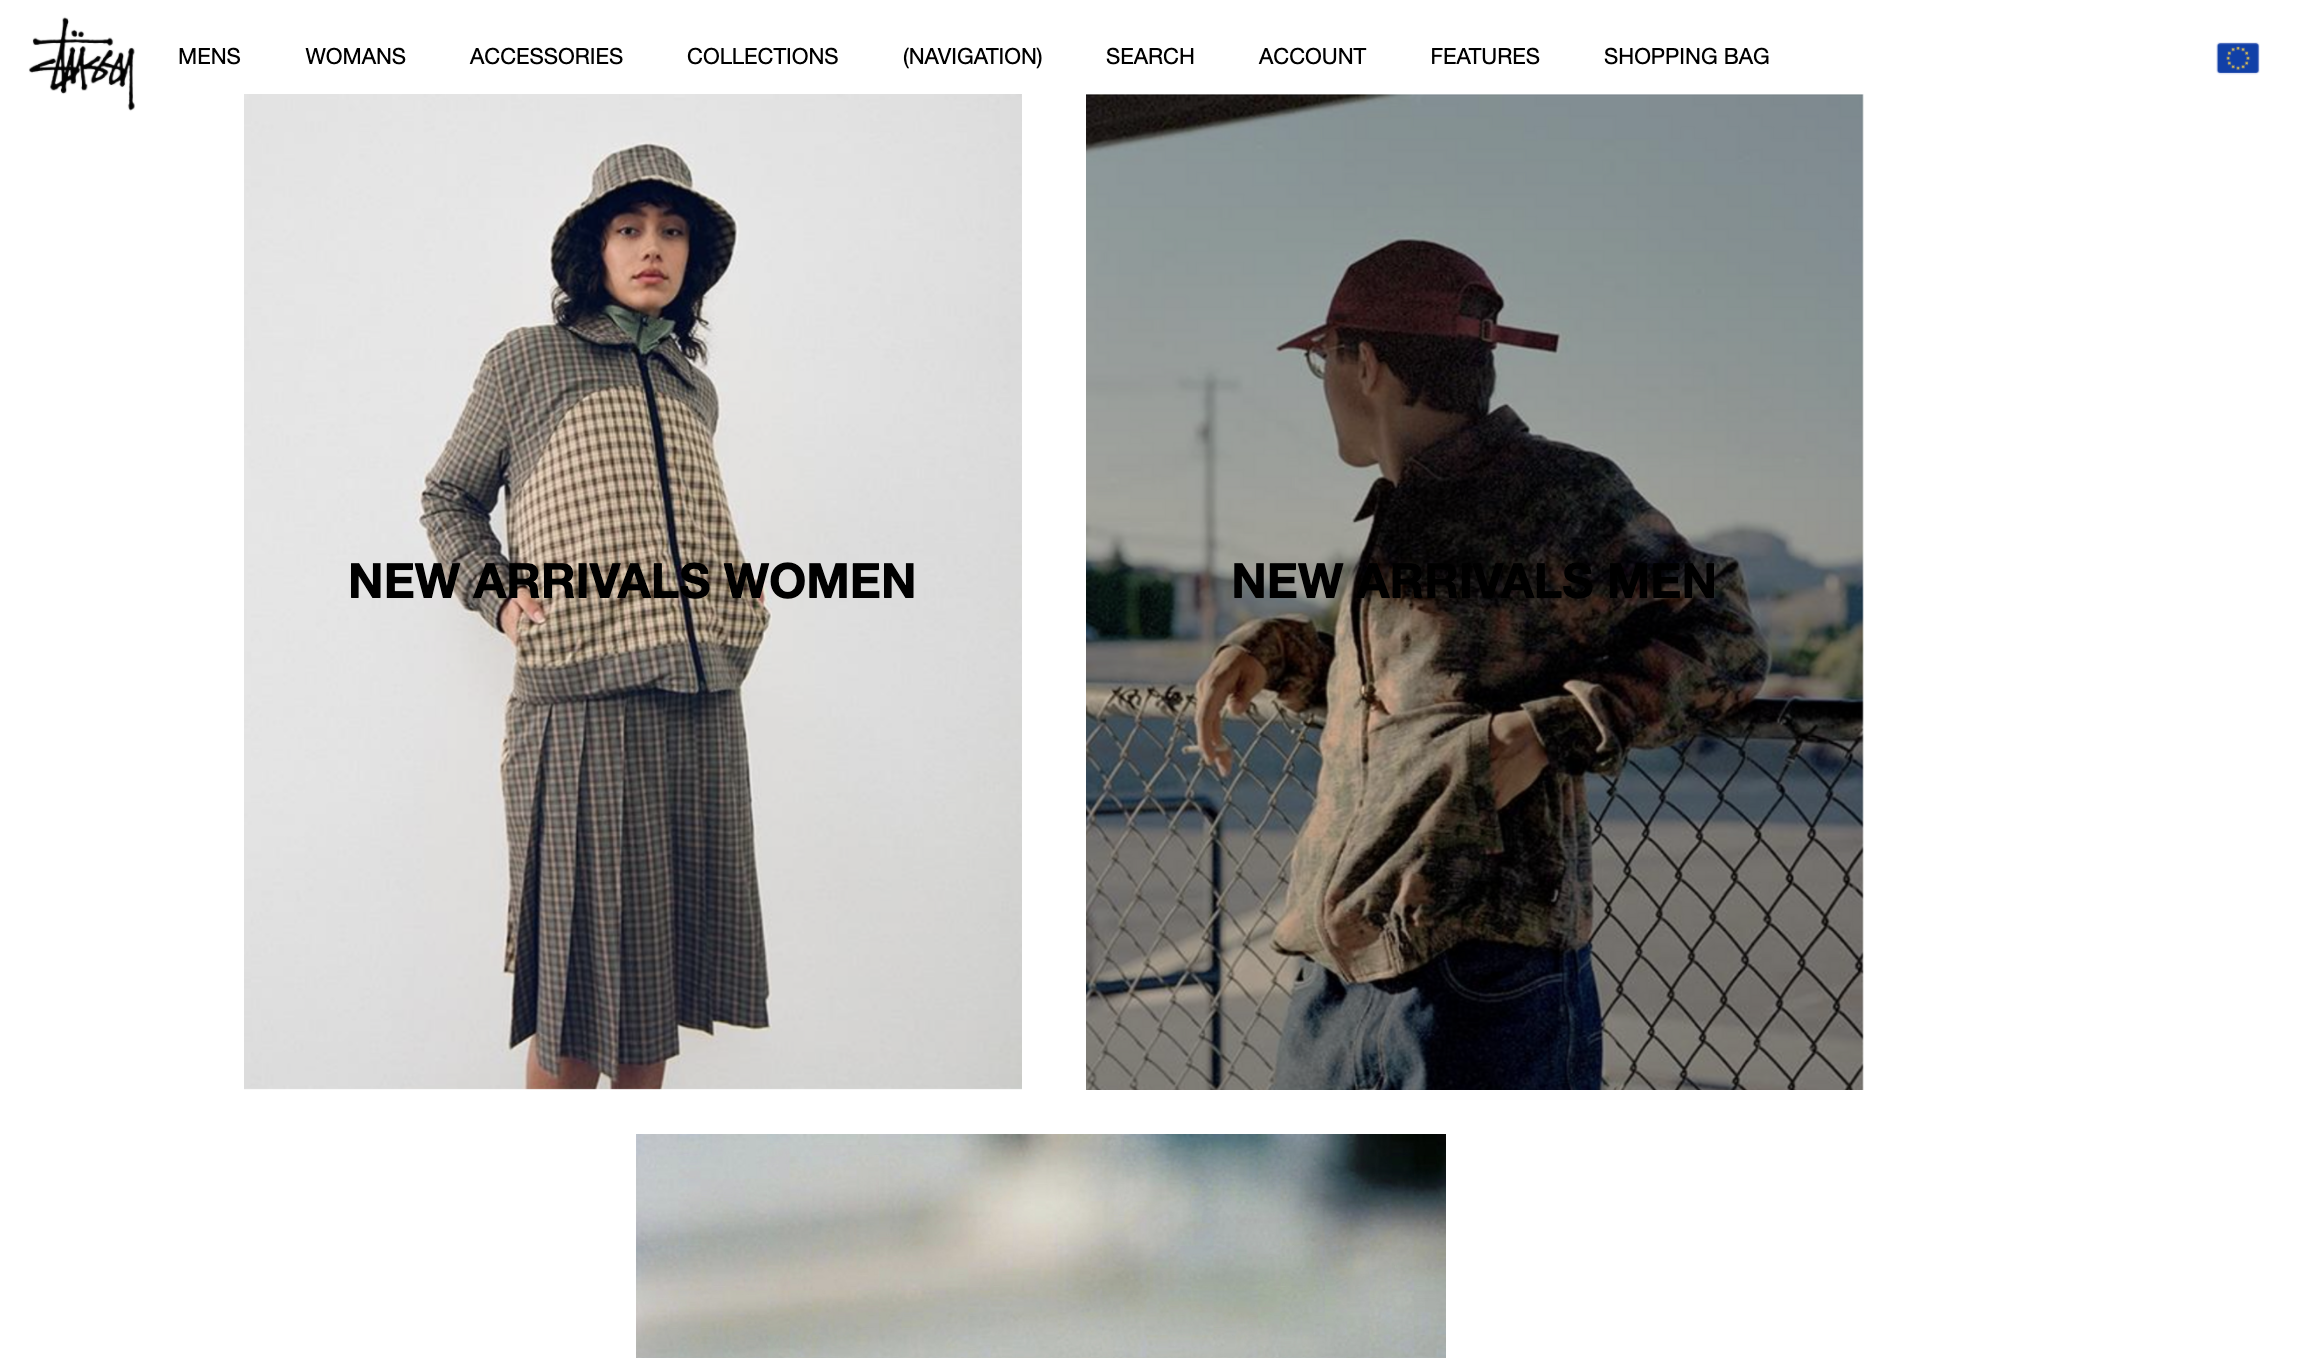 Stüssy
MENS WOMANS ACCESSORIES COLLECTIONS (NAVIGATION) SEARCH ACCOUNT FEATURES SHOPPING BAG
NEW ARRIVALS WOMEN
NEW ARRIVALS MEN